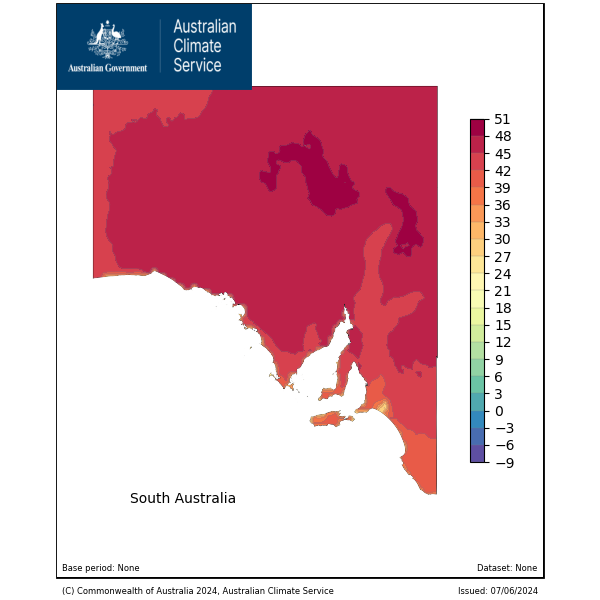 Australian Government
Australian
Climate
Service
51
48
45
42
39
36
33
30
27
24
21
18
15
12
9
6
3
0
−3
−6
−9
South Australia
Base period: None
Dataset: None
(C) Commonwealth of Australia 2024, Australian Climate Service
Issued: 07/06/2024